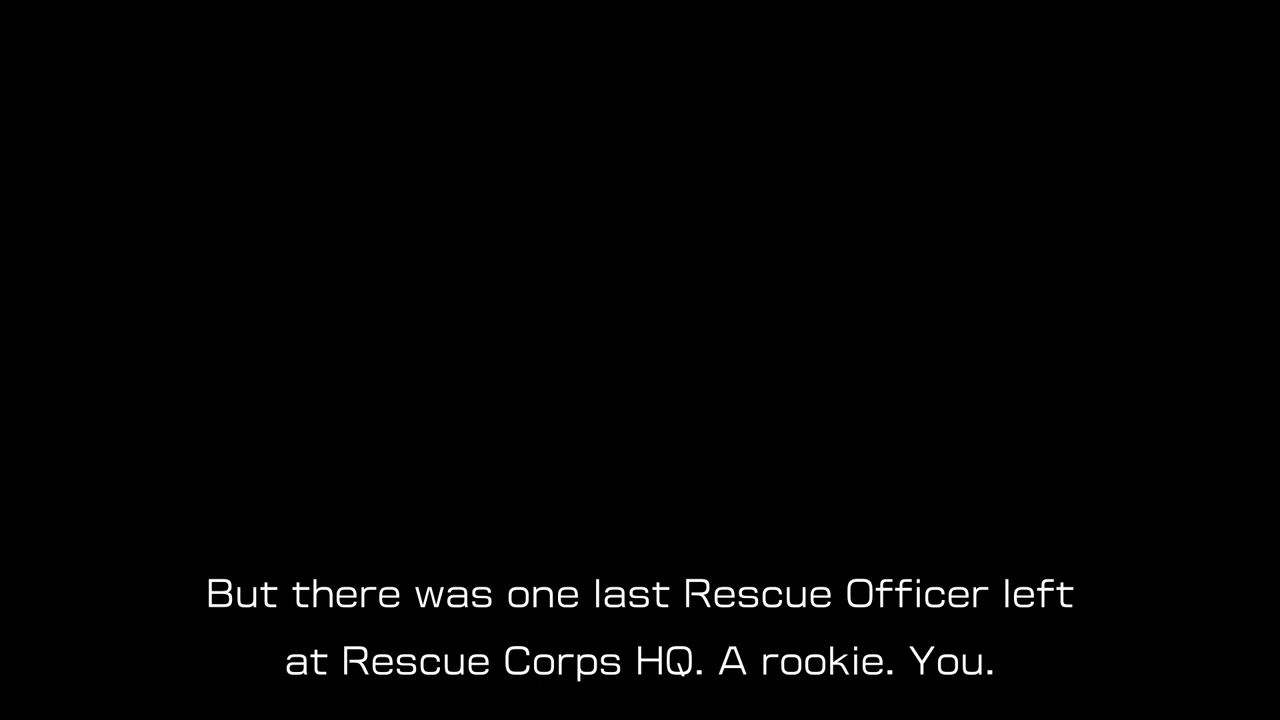 But there was one last Rescue Officer left
at Rescue Corps HQ. A rookie. You.